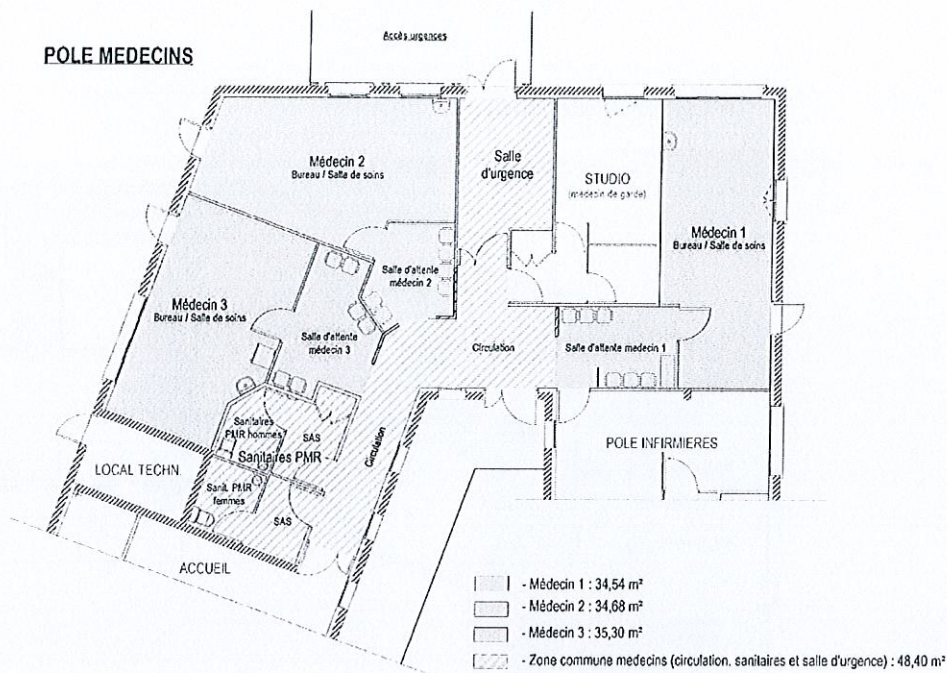 POLE MEDECINS
Accès urgences
Médecin 2
Bureau / Salle de soins
Salle
d'urgence
STUDIO
(médecin de garde)
Médecin 1
Bureau / Salle de soins
Salle d'attente
médecin 2
Médecin 3
Bureau / Salle de soins
Salle d'attente
médecin 3
Circulation
Salle d'attente medecin 1
Sanitaires
PMR hommes
SAS
Sanitaires PMR
Circulation
POLE INFIRMIERES
LOCAL TECHN.
Sanit. PMR
femmes
SAS
ACCUEIL
- Médecin 1 : 34,54 m²
- Médecin 2 : 34,68 m²
- Médecin 3 : 35,30 m²
- Zone commune medecins (circulation, sanitaires et salle d'urgence) : 48,40 m²